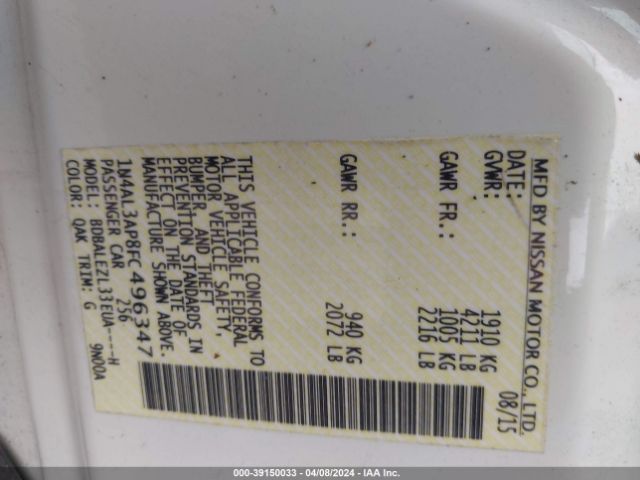 MFD BY NISSAN MOTOR CO., LTD.
DATE: 08/15
GVWR: 1910 KG
4211 LB
GAWR FR.: 1005 KG
2216 LB
GAWR RR.: 940 KG
2072 LB
THIS VEHICLE CONFORMS TO
ALL APPLICABLE FEDERAL
MOTOR VEHICLE SAFETY,
BUMPER, AND THEFT
PREVENTION STANDARDS IN
EFFECT ON THE DATE OF
MANUFACTURE SHOWN ABOVE.
1N4AL3AP8FC496347
PASSENGER CAR 256
MODEL: BDBALEZL33EUA----H
COLOR: QAK TRIM: G 9N00A
000-39150033 - 04/08/2024 - IAA Inc.